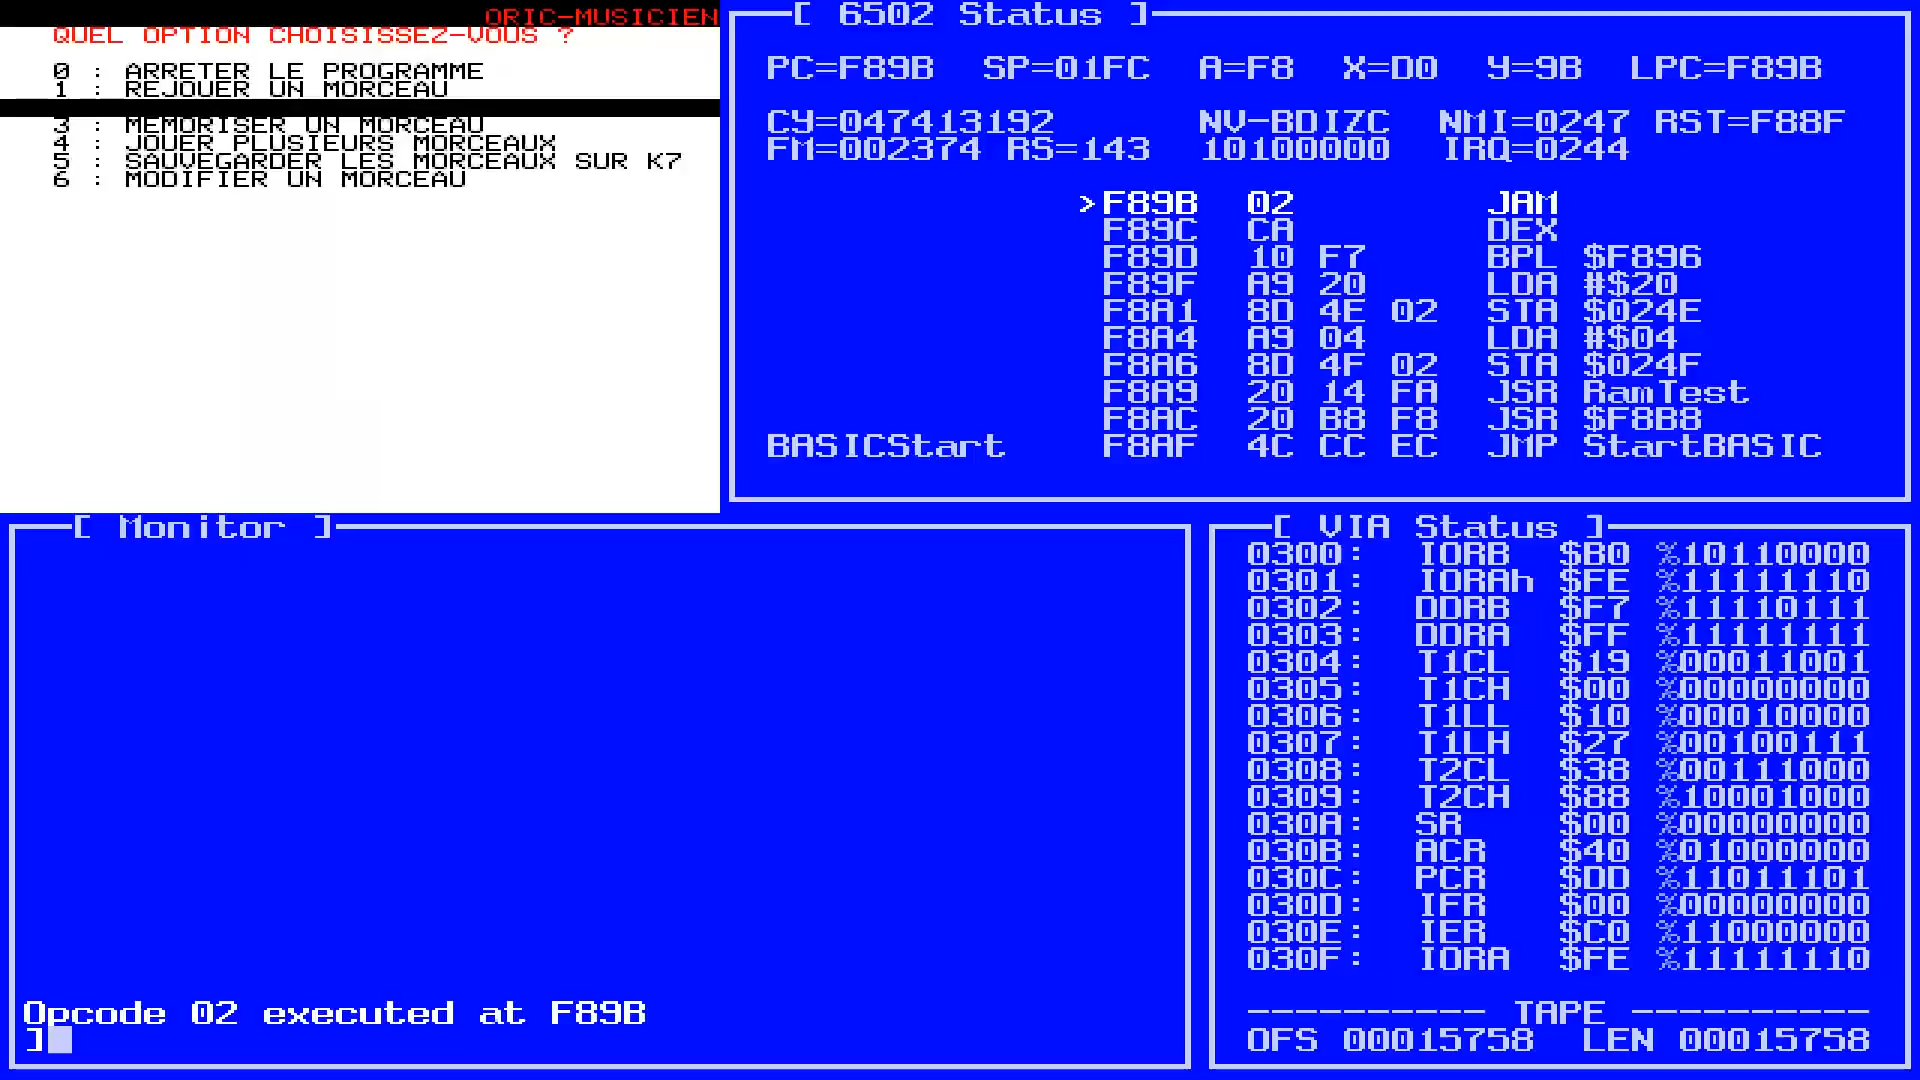 ORIC-MUSICIEN
QUEL OPTION CHOISISSEZ-VOUS ?
0 : ARRETER LE PROGRAMME
1 : REJOUER UN MORCEAU
3 : MEMORISER UN MORCEAU
4 : JOUER PLUSIEURS MORCEAUX
5 : SAUVEGARDER LES MORCEAUX SUR K7
6 : MODIFIER UN MORCEAU
[ 6502 Status ]
PC=F89B SP=01FC A=F8 X=D0 Y=9B LPC=F89B
CY=047413192 NV-BDIZC NMI=0247 RST=F88F
FM=002374 RS=143 10100000 IRQ=0244
>F89B 02 JAM
F89C CA DEX
F89D 10 F7 BPL $F896
F89F A9 20 LDA #$20
F8A1 8D 4E 02 STA $024E
F8A4 A9 04 LDA #$04
F8A6 8D 4F 02 STA $024F
F8A9 20 14 FA JSR RamTest
F8AC 20 B8 F8 JSR $F8B8
BASICStart F8AF 4C CC EC JMP StartBASIC
[ Monitor ]
Opcode 02 executed at F89B
]
[ VIA Status ]
0300: IORB $B0 %10110000
0301: IORAh $FE %11111110
0302: DDRB $F7 %11110111
0303: DDRA $FF %11111111
0304: T1CL $19 %00011001
0305: T1CH $00 %00000000
0306: T1LL $10 %00010000
0307: T1LH $27 %00100111
0308: T2CL $38 %00111000
0309: T2CH $88 %10001000
030A: SR $00 %00000000
030B: ACR $40 %01000000
030C: PCR $DD %11011101
030D: IFR $00 %00000000
030E: IER $C0 %11000000
030F: IORA $FE %11111110
---------- TAPE ----------
OFS 00015758 LEN 00015758